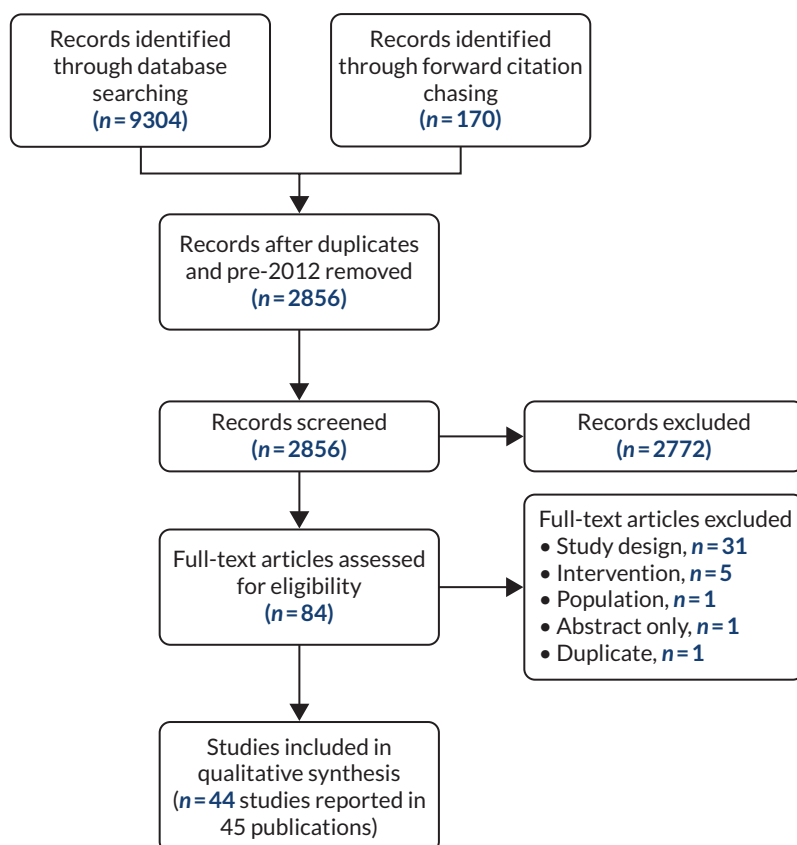 Records identified
through database
searching
(n=9304)
Records identified
through forward citation
chasing
(n=170)
Records after duplicates
and pre-2012 removed
(n=2856)
Records screened
(n=2856)
Records excluded
(n=2772)
Full-text articles assessed
for eligibility
(n=84)
Full-text articles excluded
• Study design, n=31
• Intervention, n=5
• Population, n=1
• Abstract only, n=1
• Duplicate, n=1
Studies included in
qualitative synthesis
(n=44 studies reported in
45 publications)